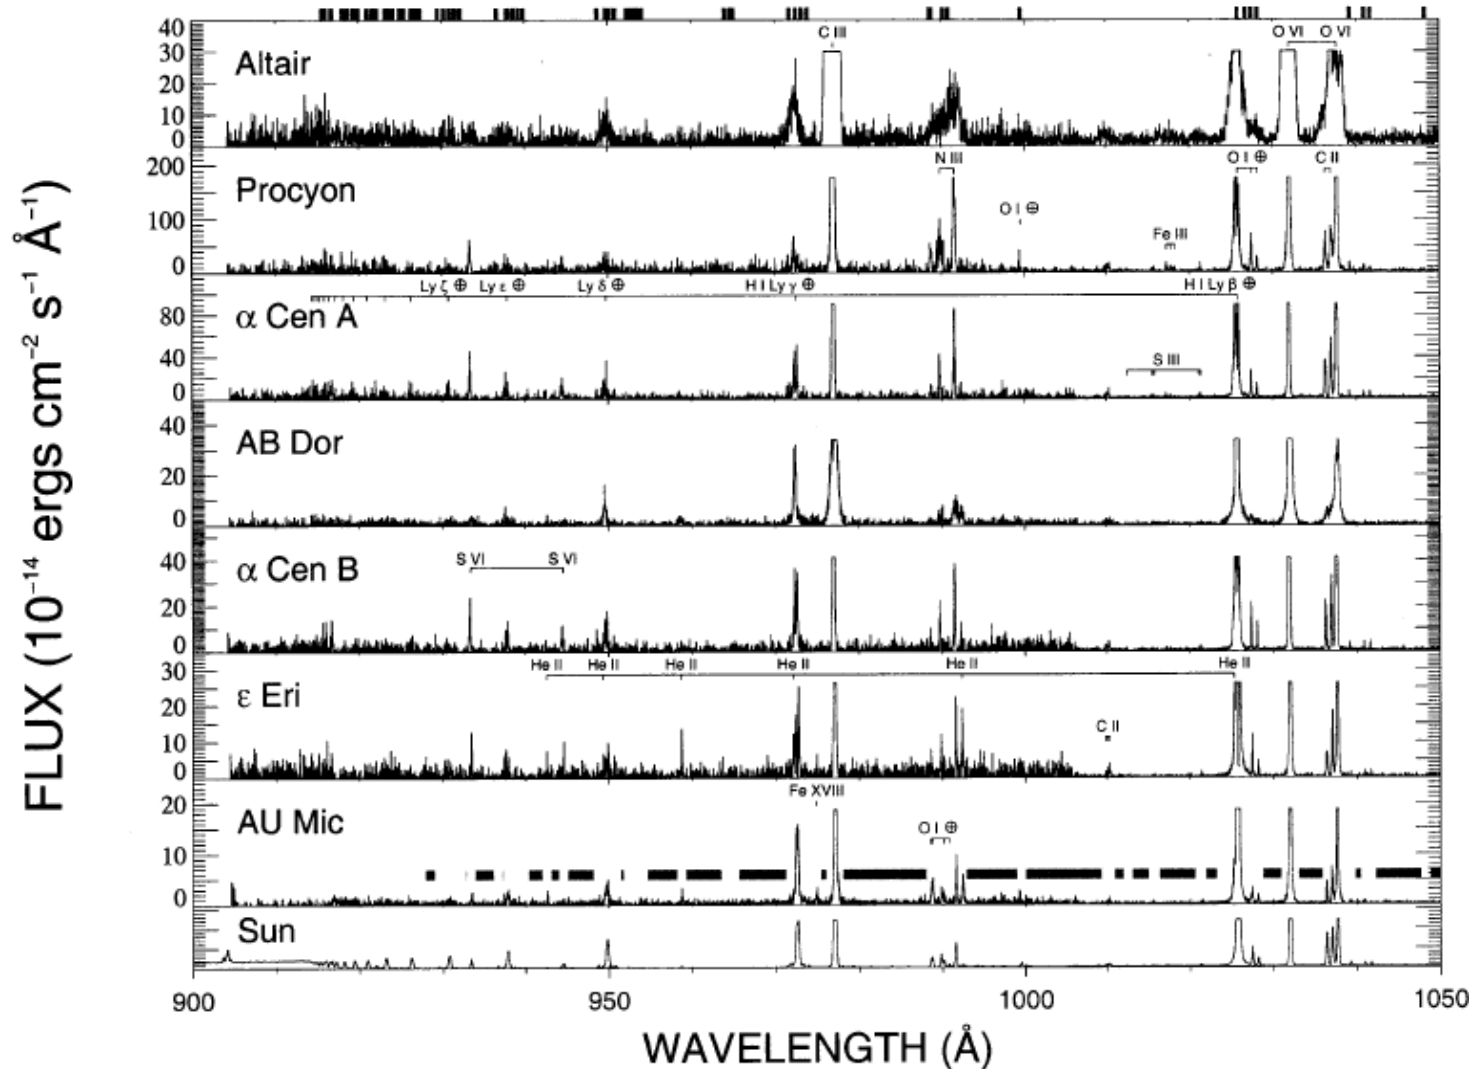 C III
O VI O VI
40
30
20
10
0
Altair
N III
O I ⊕
C II
200
100
0
Procyon
O I ⊕
Fe III
Ly ζ ⊕ Ly ε ⊕ Ly δ ⊕ H I Ly γ ⊕ H I Ly β ⊕
80
40
0
α Cen A
S III
40
20
0
AB Dor
S VI S VI
40
20
0
α Cen B
He II He II He II He II He II He II
30
20
10
0
ε Eri
C II
Fe XVIII
20
10
0
AU Mic
O I ⊕
Sun
900 950 1000 1050
WAVELENGTH (Å)
FLUX (10⁻¹⁴ ergs cm⁻² s⁻¹ Å⁻¹)